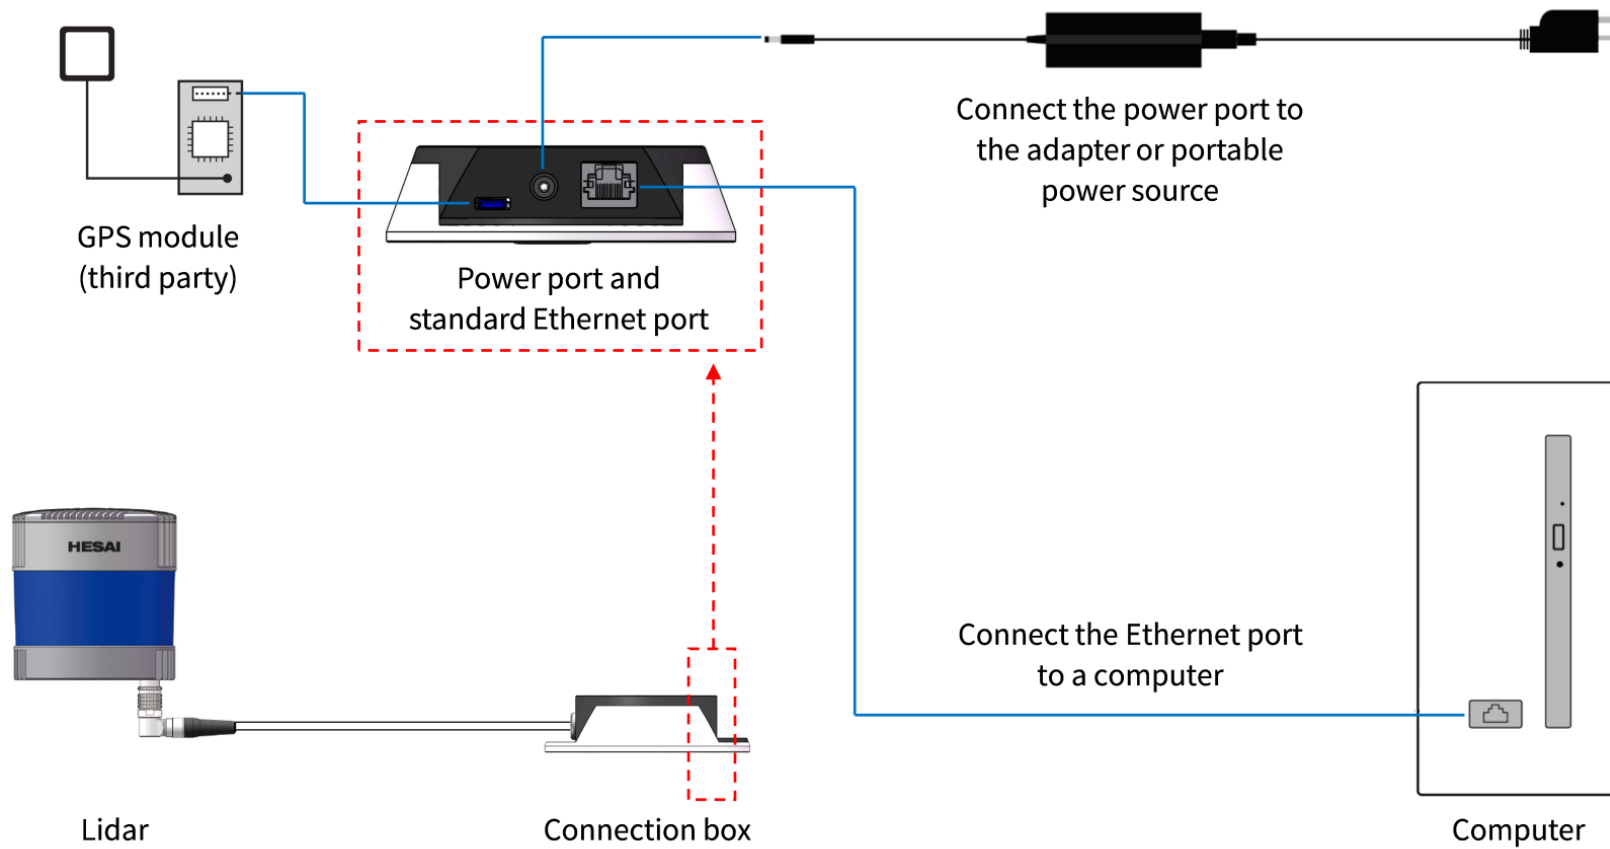 Connect the power port to
the adapter or portable
power source
GPS module
(third party)
Power port and
standard Ethernet port
HESAI
Connect the Ethernet port
to a computer
Lidar
Connection box
Computer